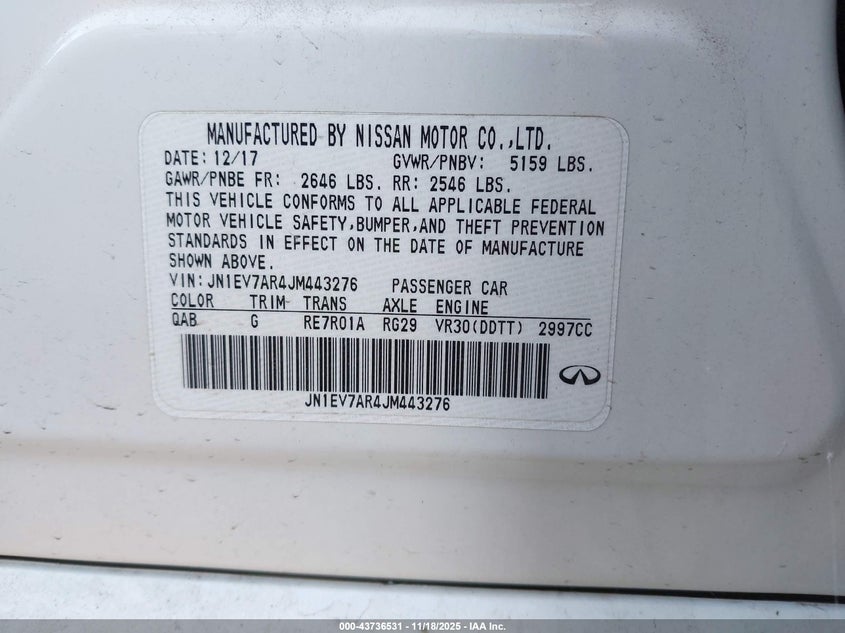 MANUFACTURED BY NISSAN MOTOR CO.,LTD.
DATE: 12/17 GVWR/PNBV: 5159 LBS.
GAWR/PNBE FR: 2646 LBS. RR: 2546 LBS.
THIS VEHICLE CONFORMS TO ALL APPLICABLE FEDERAL
MOTOR VEHICLE SAFETY,BUMPER,AND THEFT PREVENTION
STANDARDS IN EFFECT ON THE DATE OF MANUFACTURE
SHOWN ABOVE.
VIN:JN1EV7AR4JM443276 PASSENGER CAR
COLOR TRIM TRANS AXLE ENGINE
QAB G RE7R01A RG29 VR30(DDTT) 2997CC
JN1EV7AR4JM443276
000-43736531 - 11/18/2025 - IAA Inc.